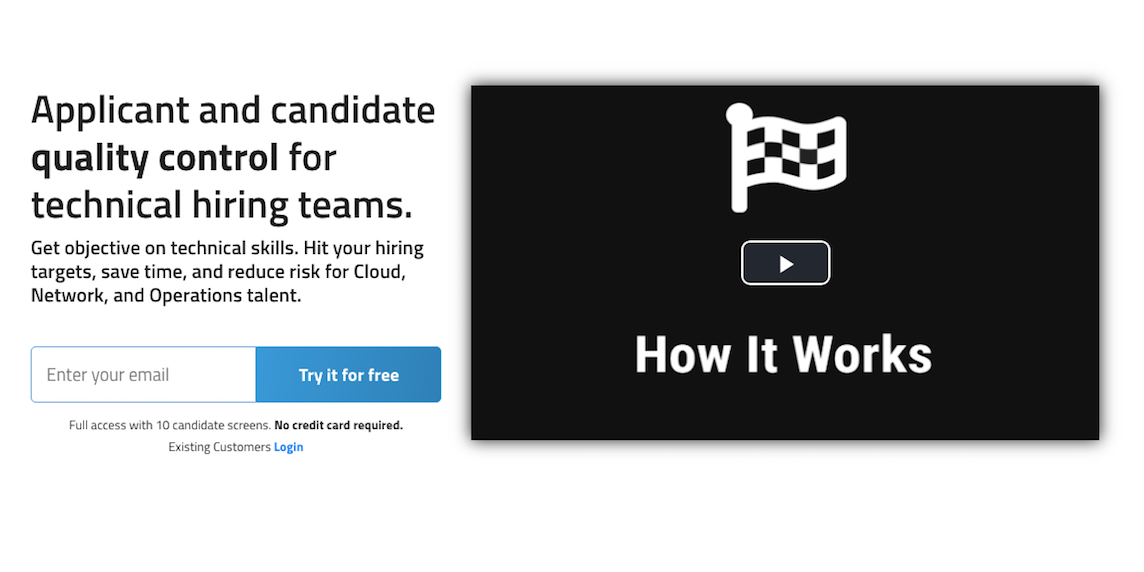 Applicant and candidate
quality control for
technical hiring teams.
Get objective on technical skills. Hit your hiring
targets, save time, and reduce risk for Cloud,
Network, and Operations talent.
Enter your email
Try it for free
Full access with 10 candidate screens. No credit card required.
Existing Customers Login
How It Works